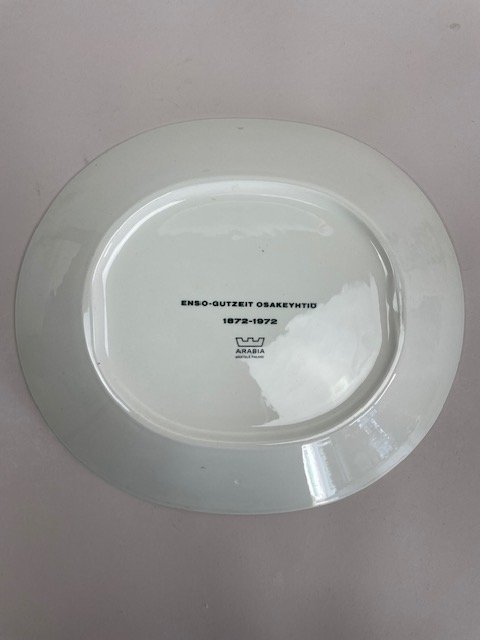 ENSO-GUTZEIT OSAKEYHTIÖ
1872-1972
ARABIA